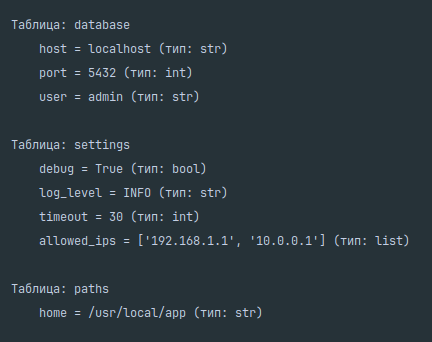 Таблица: database
host = localhost (тип: str)
port = 5432 (тип: int)
user = admin (тип: str)
Таблица: settings
debug = True (тип: bool)
log_level = INFO (тип: str)
timeout = 30 (тип: int)
allowed_ips = ['192.168.1.1', '10.0.0.1'] (тип: list)
Таблица: paths
home = /usr/local/app (тип: str)